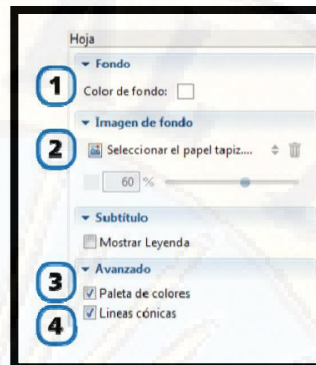 Hoja
Fondo
1
Color de fondo:
Imagen de fondo
2
Seleccionar el papel tapiz....
60 %
Subtítulo
Mostrar Leyenda
Avanzado
3
Paleta de colores
4
Lineas cónicas